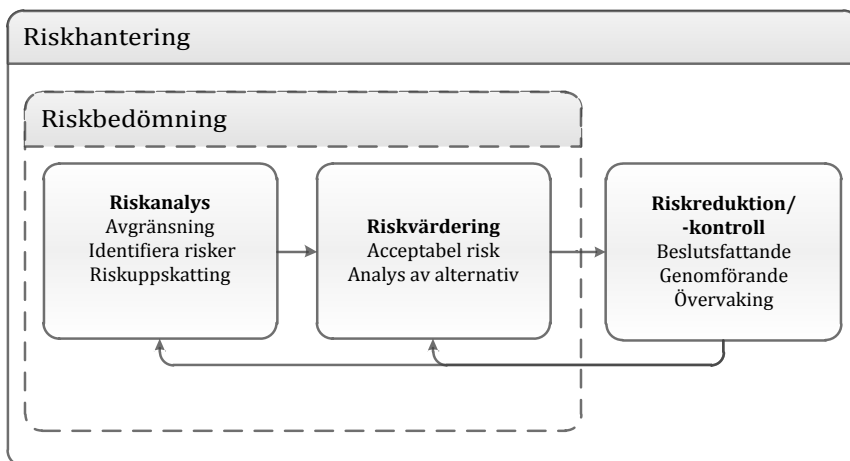 Riskhantering
Riskbedömning
Riskanalys
Avgränsning
Identifiera risker
Riskuppskatting
Riskvärdering
Acceptabel risk
Analys av alternativ
Riskreduktion/
-kontroll
Beslutsfattande
Genomförande
Övervaking